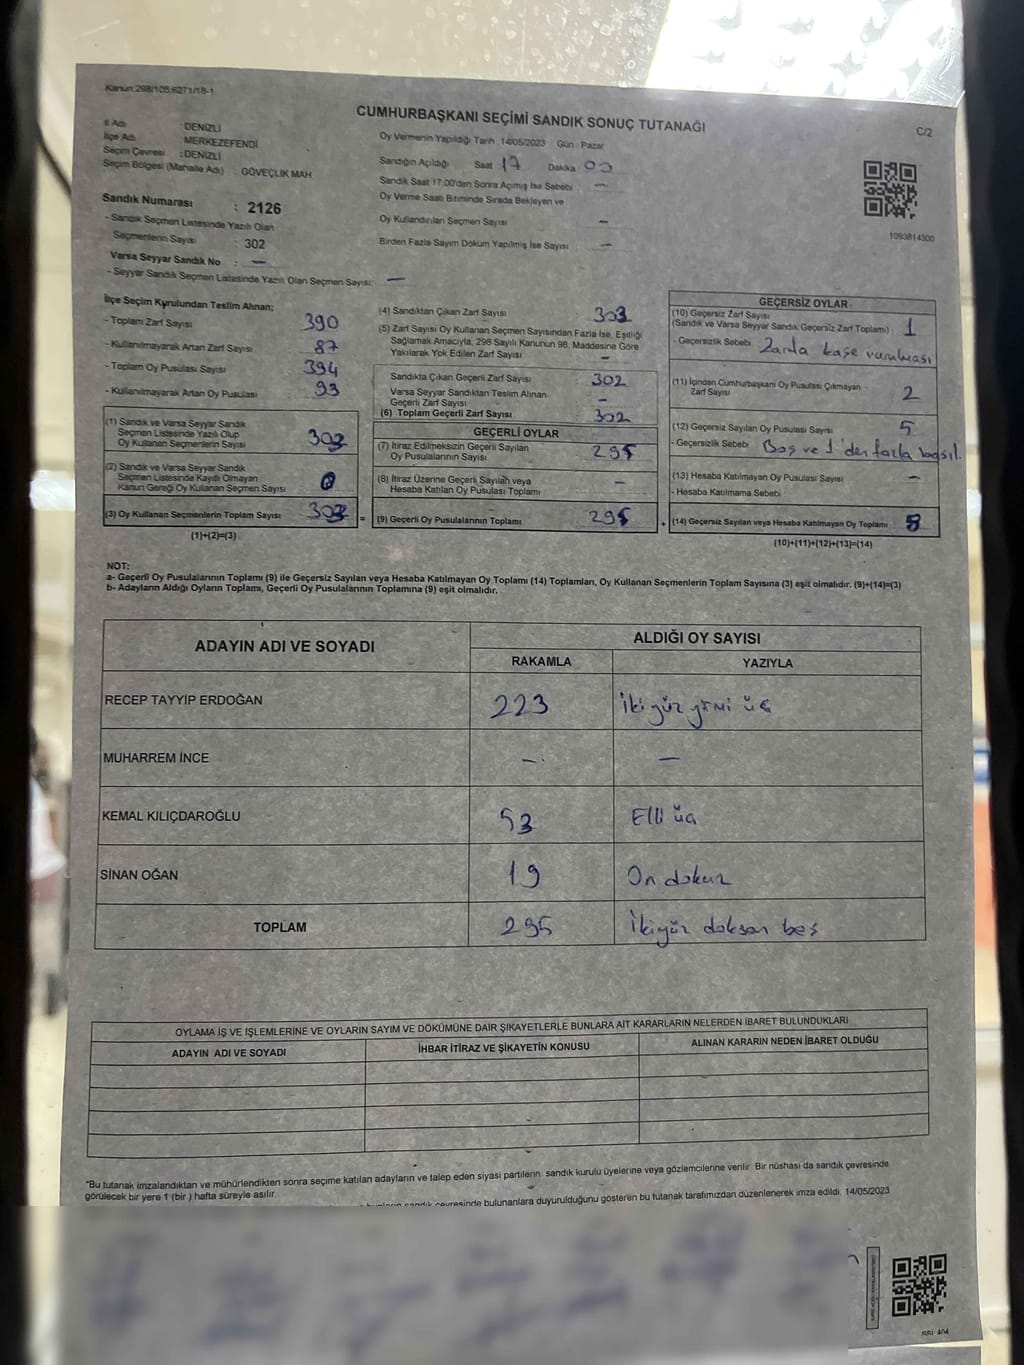 Kanun:298/105;6271/18-1
CUMHURBAŞKANI SEÇİMİ SANDIK SONUÇ TUTANAĞI
C/2
İl Adı DENİZLİ
İlçe Adı MERKEZEFENDİ
Seçim Çevresi : DENİZLİ
Seçim Bölgesi (Mahalle Adı) : GÖVEÇLİK MAH
Sandık Numarası : 2126
- Sandık Seçmen Listesinde Yazılı Olan
Seçmenlerin Sayısı : 302
Varsa Seyyar Sandık No : —
- Seyyar Sandık Seçmen Listesinde Yazılı Olan Seçmen Sayısı: —
Oy Vermenin Yapıldığı Tarih : 14/05/2023 Gün : Pazar
Sandığın Açıldığı Saat 17 Dakika 00
Sandık Saat 17:00'den Sonra Açılmış İse Sebebi —
Oy Verme Saati Bitiminde Sırada Bekleyen ve
Oy Kullandırılan Seçmen Sayısı —
Birden Fazla Sayım Döküm Yapılmış İse Sayısı —
1093814300
İlçe Seçim Kurulundan Teslim Alınan;
- Toplam Zarf Sayısı 390
- Kullanılmayarak Artan Zarf Sayısı 87
- Toplam Oy Pusulası Sayısı 394
- Kullanılmayarak Artan Oy Pusulası 93
(1) Sandık ve Varsa Seyyar Sandık
Seçmen Listesinde Yazılı Olup
Oy Kullanan Seçmenlerin Sayısı
(2) Sandık ve Varsa Seyyar Sandık
Seçmen Listesinde Kayıtlı Olmayan
Kanun Gereği Oy Kullanan Seçmen Sayısı 0
(3) Oy Kullanan Seçmenlerin Toplam Sayısı
=
(1)+(2)=(3)
(4) Sandıktan Çıkan Zarf Sayısı : 303
(5) Zarf Sayısı Oy Kullanan Seçmen Sayısından Fazla İse, Eşitliği
Sağlamak Amacıyla, 298 Sayılı Kanunun 98. Maddesine Göre
Yakılarak Yok Edilen Zarf Sayısı —
Sandıkta Çıkan Geçerli Zarf Sayısı 302
Varsa Seyyar Sandıktan Teslim Alınan
Geçerli Zarf Sayısı —
(6) Toplam Geçerli Zarf Sayısı 302
GEÇERLİ OYLAR
(7) İtiraz Edilmeksizin Geçerli Sayılan
Oy Pusulalarının Sayısı 295
(8) İtiraz Üzerine Geçerli Sayılan veya
Hesaba Katılan Oy Pusulası Toplamı —
(9) Geçerli Oy Pusulalarının Toplamı 295
+
GEÇERSİZ OYLAR
(10) Geçersiz Zarf Sayısı
(Sandık ve Varsa Seyyar Sandık Geçersiz Zarf Toplamı) 1
- Geçersizlik Sebebi Zarfa kaşe vurulması
(11) İçinden Cumhurbaşkanı Oy Pusulası Çıkmayan
Zarf Sayısı 2
(12) Geçersiz Sayılan Oy Pusulası Sayısı 5
- Geçersizlik Sebebi Boş ve 1'den fazla basıl.
(13) Hesaba Katılmayan Oy Pusulası Sayısı —
- Hesaba Katılmama Sebebi
(14) Geçersiz Sayılan veya Hesaba Katılmayan Oy Toplamı 8
(10)+(11)+(12)+(13)=(14)
NOT:
a- Geçerli Oy Pusulalarının Toplamı (9) ile Geçersiz Sayılan veya Hesaba Katılmayan Oy Toplamı (14) Toplamları, Oy Kullanan Seçmenlerin Toplam Sayısına (3) eşit olmalıdır. (9)+(14)=(3)
b- Adayların Aldığı Oyların Toplamı, Geçerli Oy Pusulalarının Toplamına (9) eşit olmalıdır.
ADAYIN ADI VE SOYADI
ALDIĞI OY SAYISI
RAKAMLA YAZIYLA
RECEP TAYYİP ERDOĞAN 223 İkiyüz yirmi üç
MUHARREM İNCE — —
KEMAL KILIÇDAROĞLU 53 Elli üç
SİNAN OĞAN 19 On dokuz
TOPLAM 295 İkiyüz doksan beş
OYLAMA İŞ VE İŞLEMLERİNE VE OYLARIN SAYIM VE DÖKÜMÜNE DAİR ŞİKAYETLERLE BUNLARA AİT KARARLARIN NELERDEN İBARET BULUNDUKLARI
ADAYIN ADI VE SOYADI İHBAR İTİRAZ VE ŞİKAYETİN KONUSU ALINAN KARARIN NEDEN İBARET OLDUĞU
*Bu tutanak imzalandıktan ve mühürlendikten sonra seçime katılan adayların ve talep eden siyasi partilerin sandık kurulu üyelerine veya gözlemcilerine verilir. Bir nüshası da sandık çevresinde
görülecek bir yere 1 (bir ) hafta süreyle asılır.
sandık çevresinde bulunanlara duyurulduğunu gösteren bu tutanak tarafımızdan düzenlenerek imza edildi. 14/05/2023